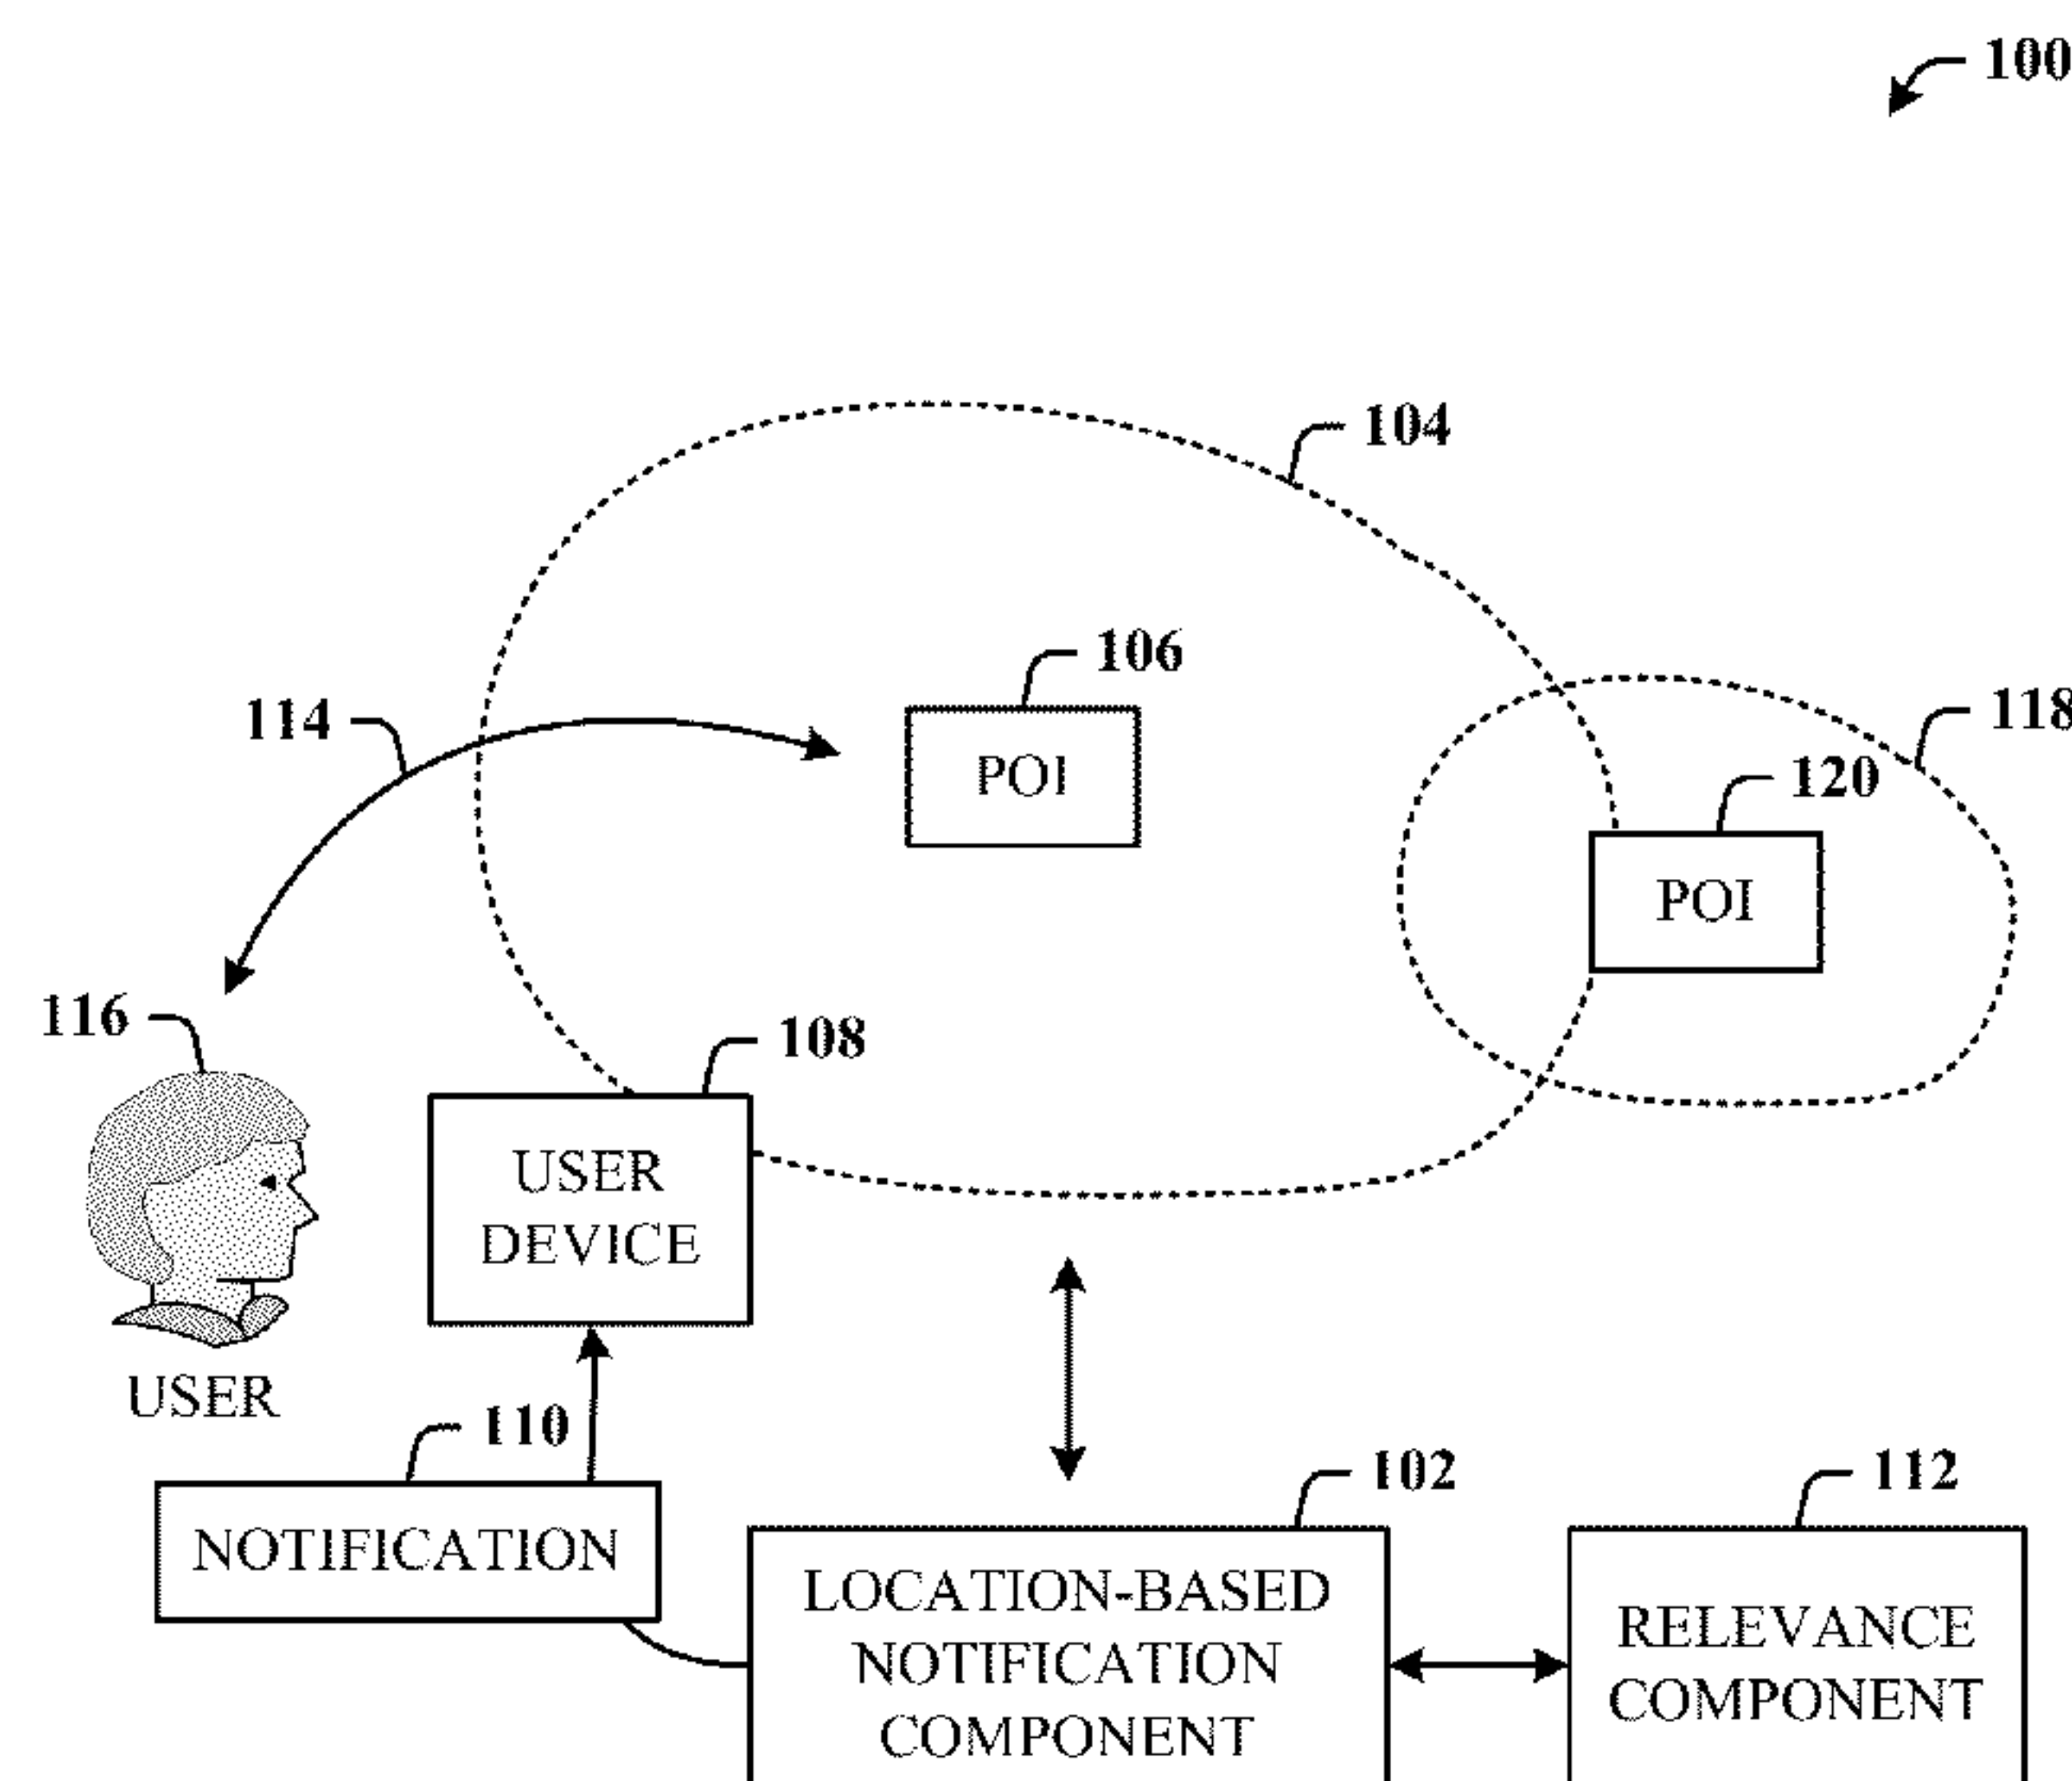 100
104
106
114
118
POI
120
POI
116
108
USER
DEVICE
USER
110
102
112
NOTIFICATION
LOCATION-BASED
NOTIFICATION
COMPONENT
RELEVANCE
COMPONENT